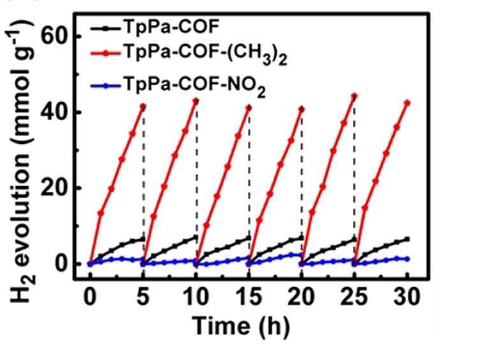 TpPa-COF
TpPa-COF-(CH₃)₂
TpPa-COF-NO₂
H₂ evolution (mmol g⁻¹)
60
40
20
0
0 5 10 15 20 25 30
Time (h)